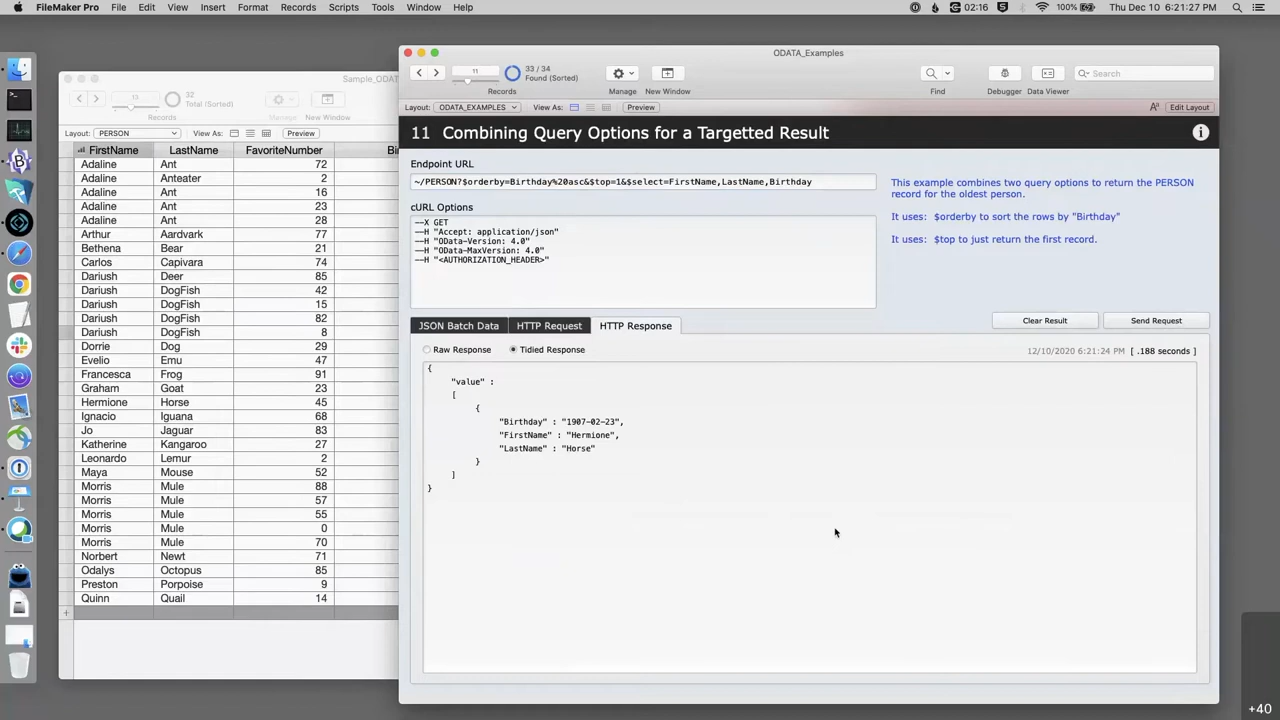 FileMaker Pro File Edit View Insert Format Records Scripts Tools Window Help
02:16 100% Thu Dec 10 6:21:27 PM
Sample_ODAT
13 32 Total (Sorted)
Records Manage New Window
Layout: PERSON View As: Preview
FirstName LastName FavoriteNumber Bi
Adaline Ant 72
Adaline Anteater 2
Adaline Ant 16
Adaline Ant 23
Adaline Ant 28
Arthur Aardvark 77
Bethena Bear 21
Carlos Capivara 74
Dariush Deer 85
Dariush DogFish 42
Dariush DogFish 15
Dariush DogFish 82
Dariush DogFish 8
Dorrie Dog 29
Evelio Emu 47
Francesca Frog 91
Graham Goat 23
Hermione Horse 45
Ignacio Iguana 68
Jo Jaguar 83
Katherine Kangaroo 27
Leonardo Lemur 2
Maya Mouse 52
Morris Mule 88
Morris Mule 57
Morris Mule 55
Morris Mule 0
Morris Mule 70
Norbert Newt 71
Odalys Octopus 85
Preston Porpoise 9
Quinn Quail 14
ODATA_Examples
11 33 / 34 Found (Sorted) Search
Records Manage New Window Find Debugger Data Viewer
Layout: ODATA_EXAMPLES View As: Preview Edit Layout
11 Combining Query Options for a Targetted Result
Endpoint URL
~/PERSON?$orderby=Birthday%20asc&$top=1&$select=FirstName,LastName,Birthday
cURL Options
--X GET
--H "Accept: application/json"
--H "OData-Version: 4.0"
--H "OData-MaxVersion: 4.0"
--H "<AUTHORIZATION_HEADER>"
This example combines two query options to return the PERSON
record for the oldest person.
It uses: $orderby to sort the rows by "Birthday"
It uses: $top to just return the first record.
JSON Batch Data HTTP Request HTTP Response Clear Result Send Request
Raw Response Tidied Response 12/10/2020 6:21:24 PM [ .188 seconds ]
{
"value" :
[
{
"Birthday" : "1907-02-23",
"FirstName" : "Hermione",
"LastName" : "Horse"
}
]
}
+40